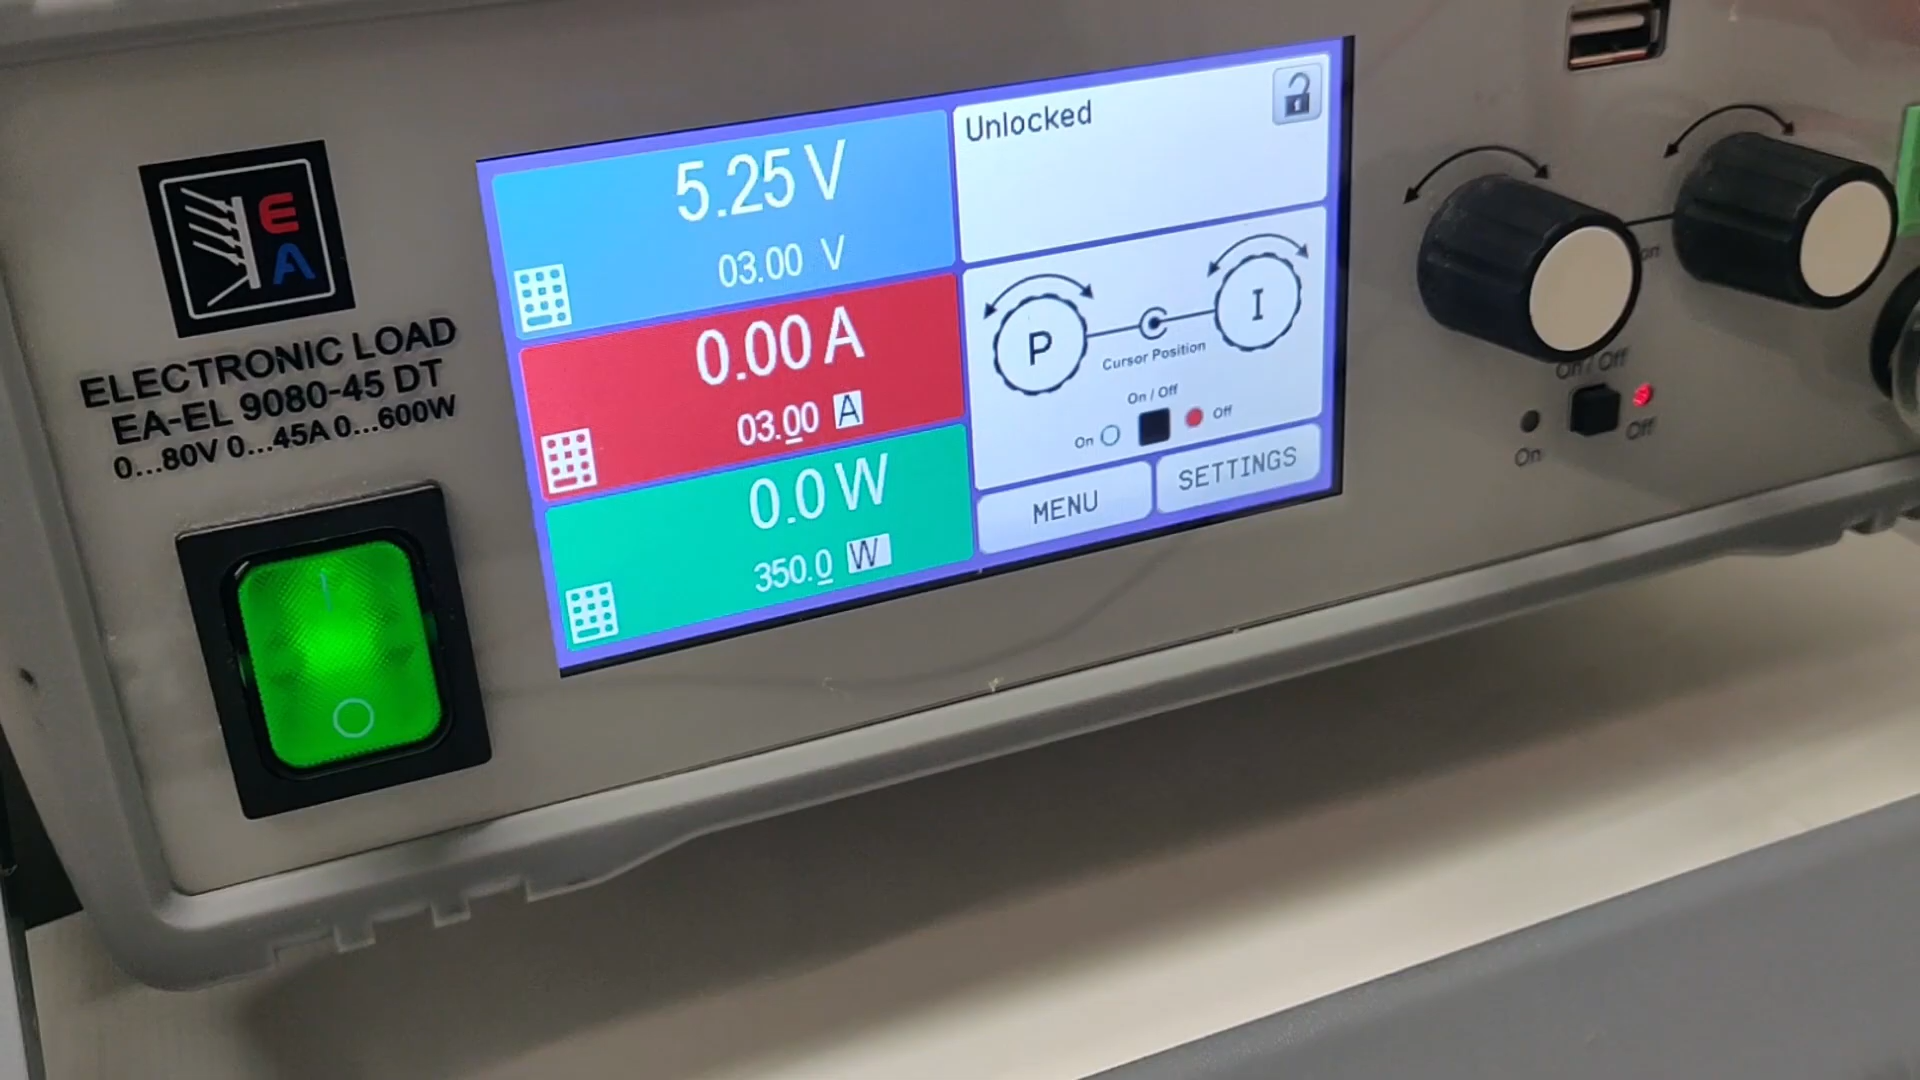 EA
ELECTRONIC LOAD
EA-EL 9080-45 DT
0...80V 0...45A 0...600W
I
O
5.25 V
03.00 V
0.00 A
03.00 A
0.0 W
350.0 W
Unlocked
P
I
Cursor Position
On / Off
On
Off
MENU
SETTINGS
On / Off
On
Off